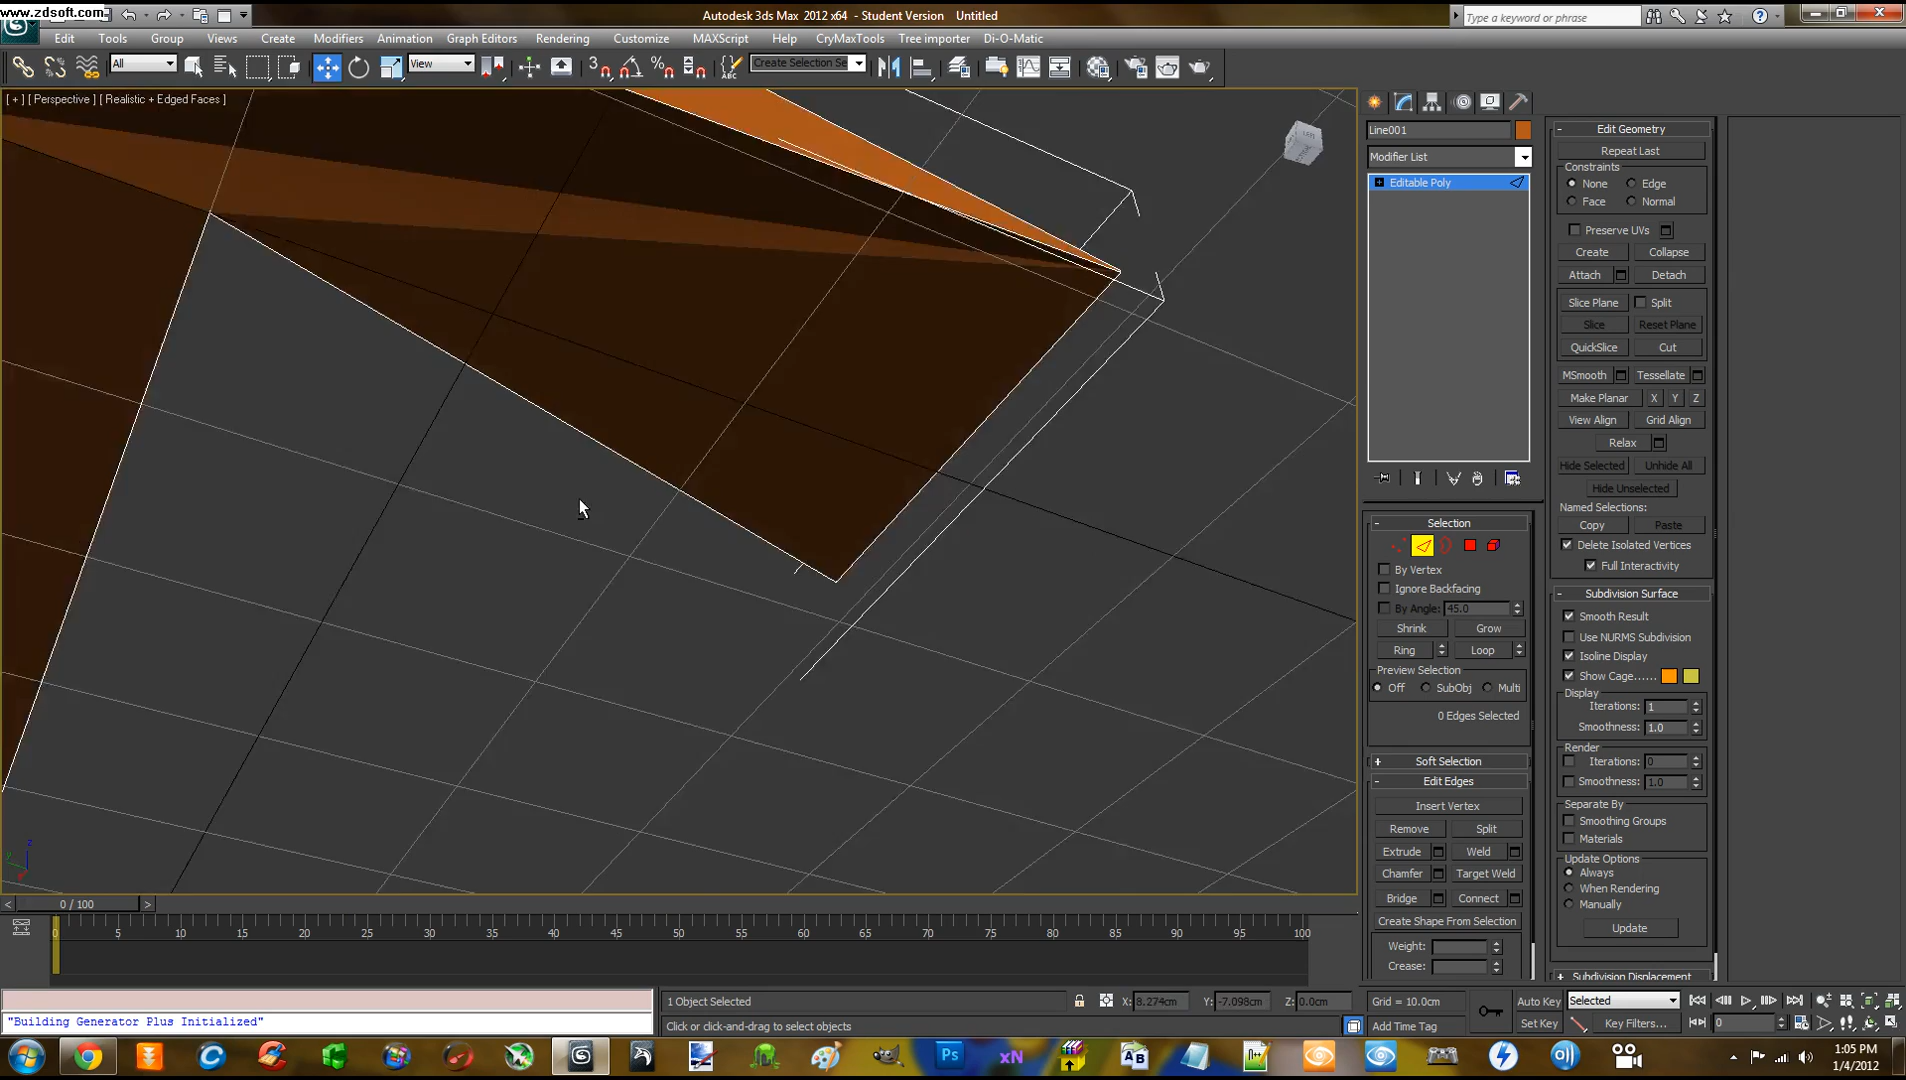 www.zdsoft.com
Autodesk 3ds Max 2012 x64 - Student Version Untitled
Type a keyword or phrase
Edit Tools Group Views Create Modifiers Animation Graph Editors Rendering Customize MAXScript Help CryMaxTools Tree importer Di-O-Matic
All View Create Selection Se
[ + ] [ Perspective ] [ Realistic + Edged Faces ]
Line001
Modifier List
Editable Poly
Selection
By Vertex
Ignore Backfacing
By Angle: 45.0
Shrink Grow
Ring Loop
Preview Selection
Off SubObj Multi
0 Edges Selected
+ Soft Selection
- Edit Edges
Insert Vertex
Remove Split
Extrude Weld
Chamfer Target Weld
Bridge Connect
Create Shape From Selection
Weight:
Crease:
- Edit Geometry
Repeat Last
Constraints
None Edge
Face Normal
Preserve UVs
Create Collapse
Attach Detach
Slice Plane Split
Slice Reset Plane
QuickSlice Cut
MSmooth Tessellate
Make Planar X Y Z
View Align Grid Align
Relax
Hide Selected Unhide All
Hide Unselected
Named Selections:
Copy Paste
Delete Isolated Vertices
Full Interactivity
- Subdivision Surface
Smooth Result
Use NURMS Subdivision
Isoline Display
Show Cage......
Display
Iterations: 1
Smoothness: 1.0
Render
Iterations: 0
Smoothness: 1.0
Separate By
Smoothing Groups
Materials
Update Options
Always
When Rendering
Manually
Update
+ Subdivision Displacement
< 0 / 100 >
0 5 10 15 20 25 30 35 40 45 50 55 60 65 70 75 80 85 90 95 100
1 Object Selected X: 8.274cm Y: -7.098cm Z: 0.0cm Grid = 10.0cm Auto Key Selected
"Building Generator Plus Initialized" Click or click-and-drag to select objects Add Time Tag Set Key Key Filters... 0
1:05 PM
1/4/2012